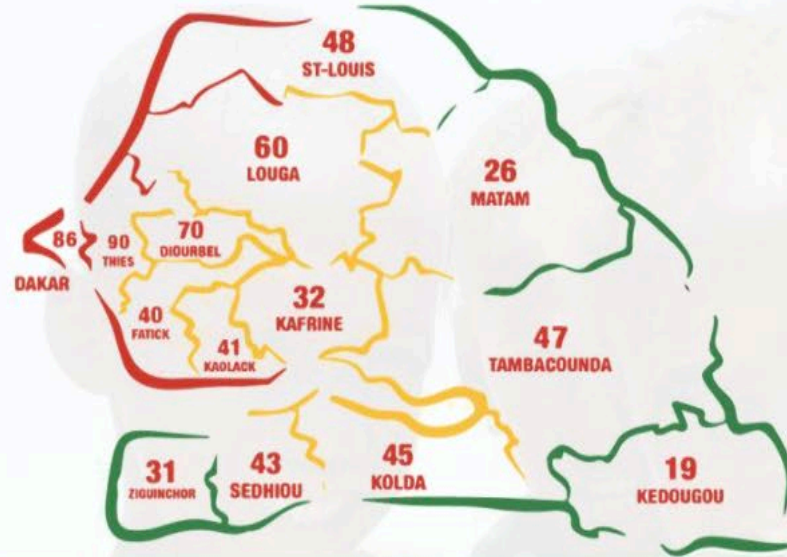 48
ST-LOUIS
60
LOUGA
26
MATAM
86
DAKAR
90
THIES
70
DIOURBEL
40
FATICK
41
KAOLACK
32
KAFRINE
47
TAMBACOUNDA
31
ZIGUINCHOR
43
SEDHIOU
45
KOLDA
19
KEDOUGOU